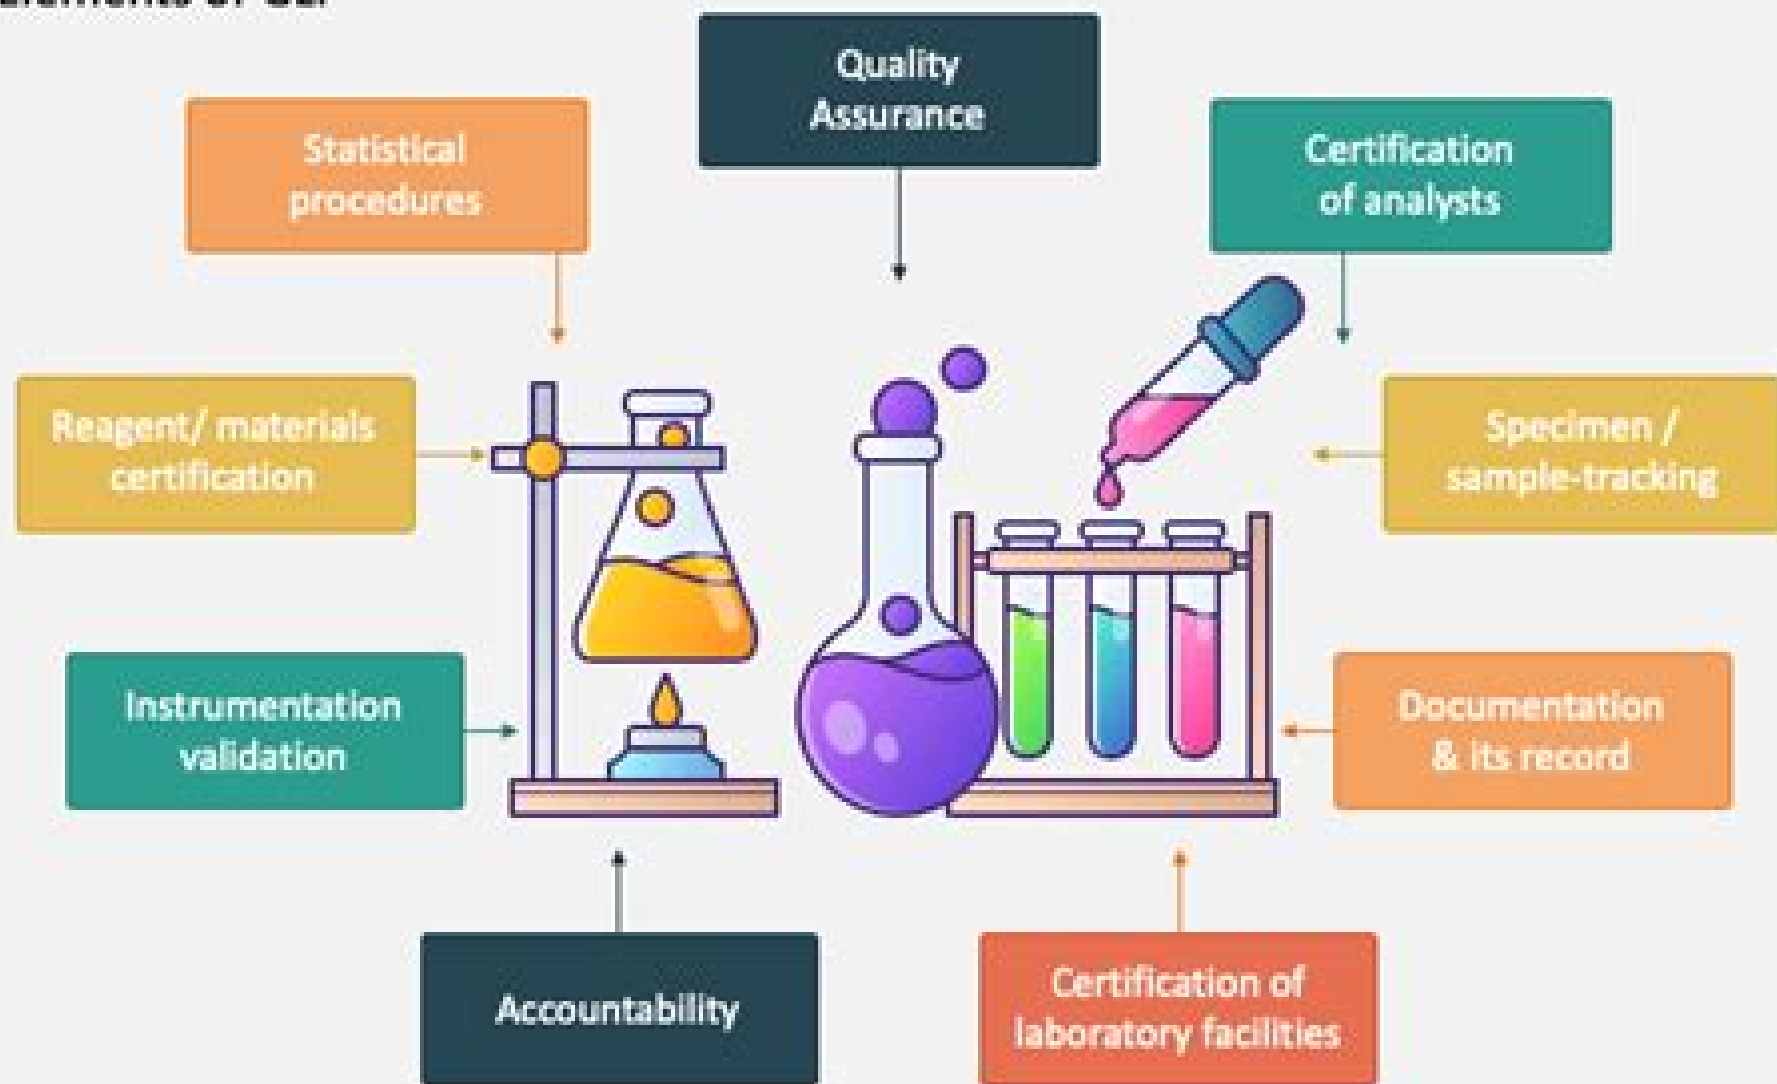 Quality
Assurance
Statistical
procedures
Certification
of analysts
Reagent/ materials
certification
Specimen /
sample-tracking
Instrumentation
validation
Documentation
& its record
Accountability
Certification of
laboratory facilities